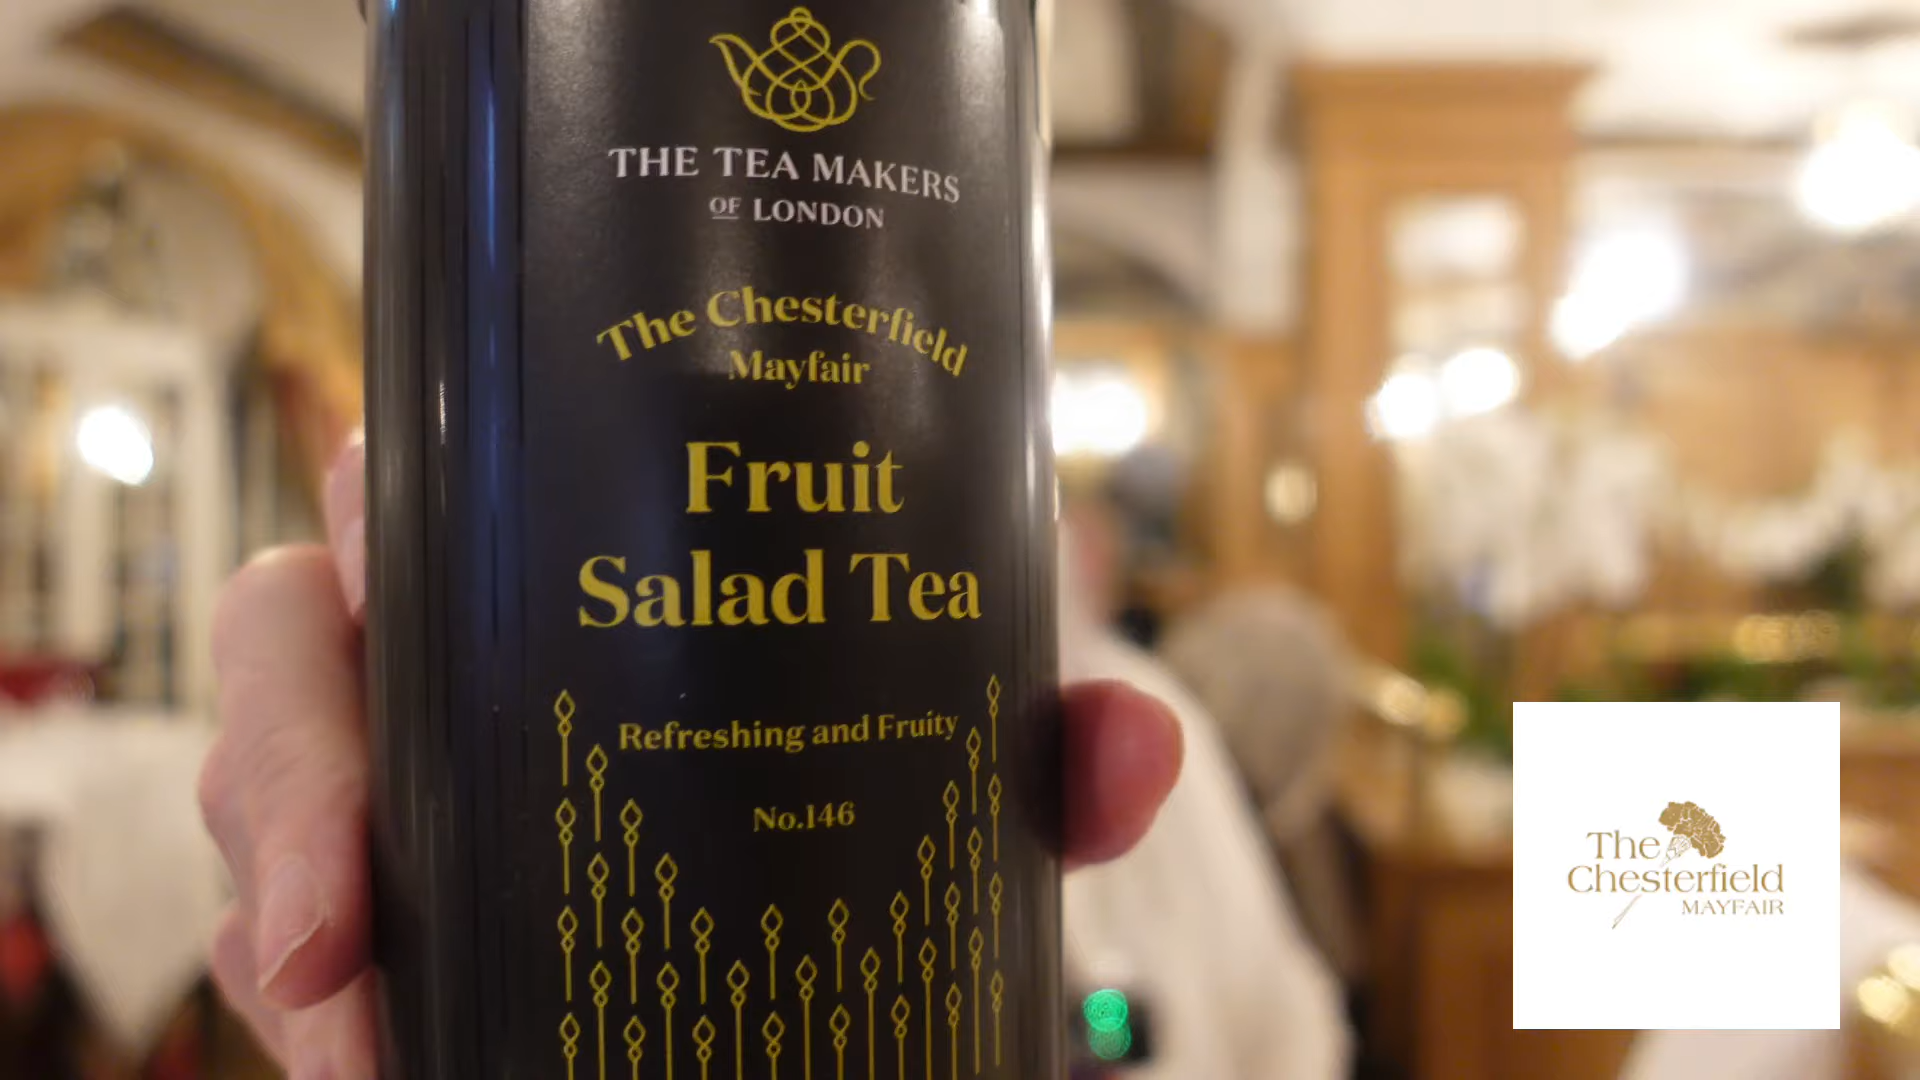 THE TEA MAKERS
OF LONDON
The Chesterfield
Mayfair
Fruit
Salad Tea
Refreshing and Fruity
No.146
The
Chesterfield
MAYFAIR